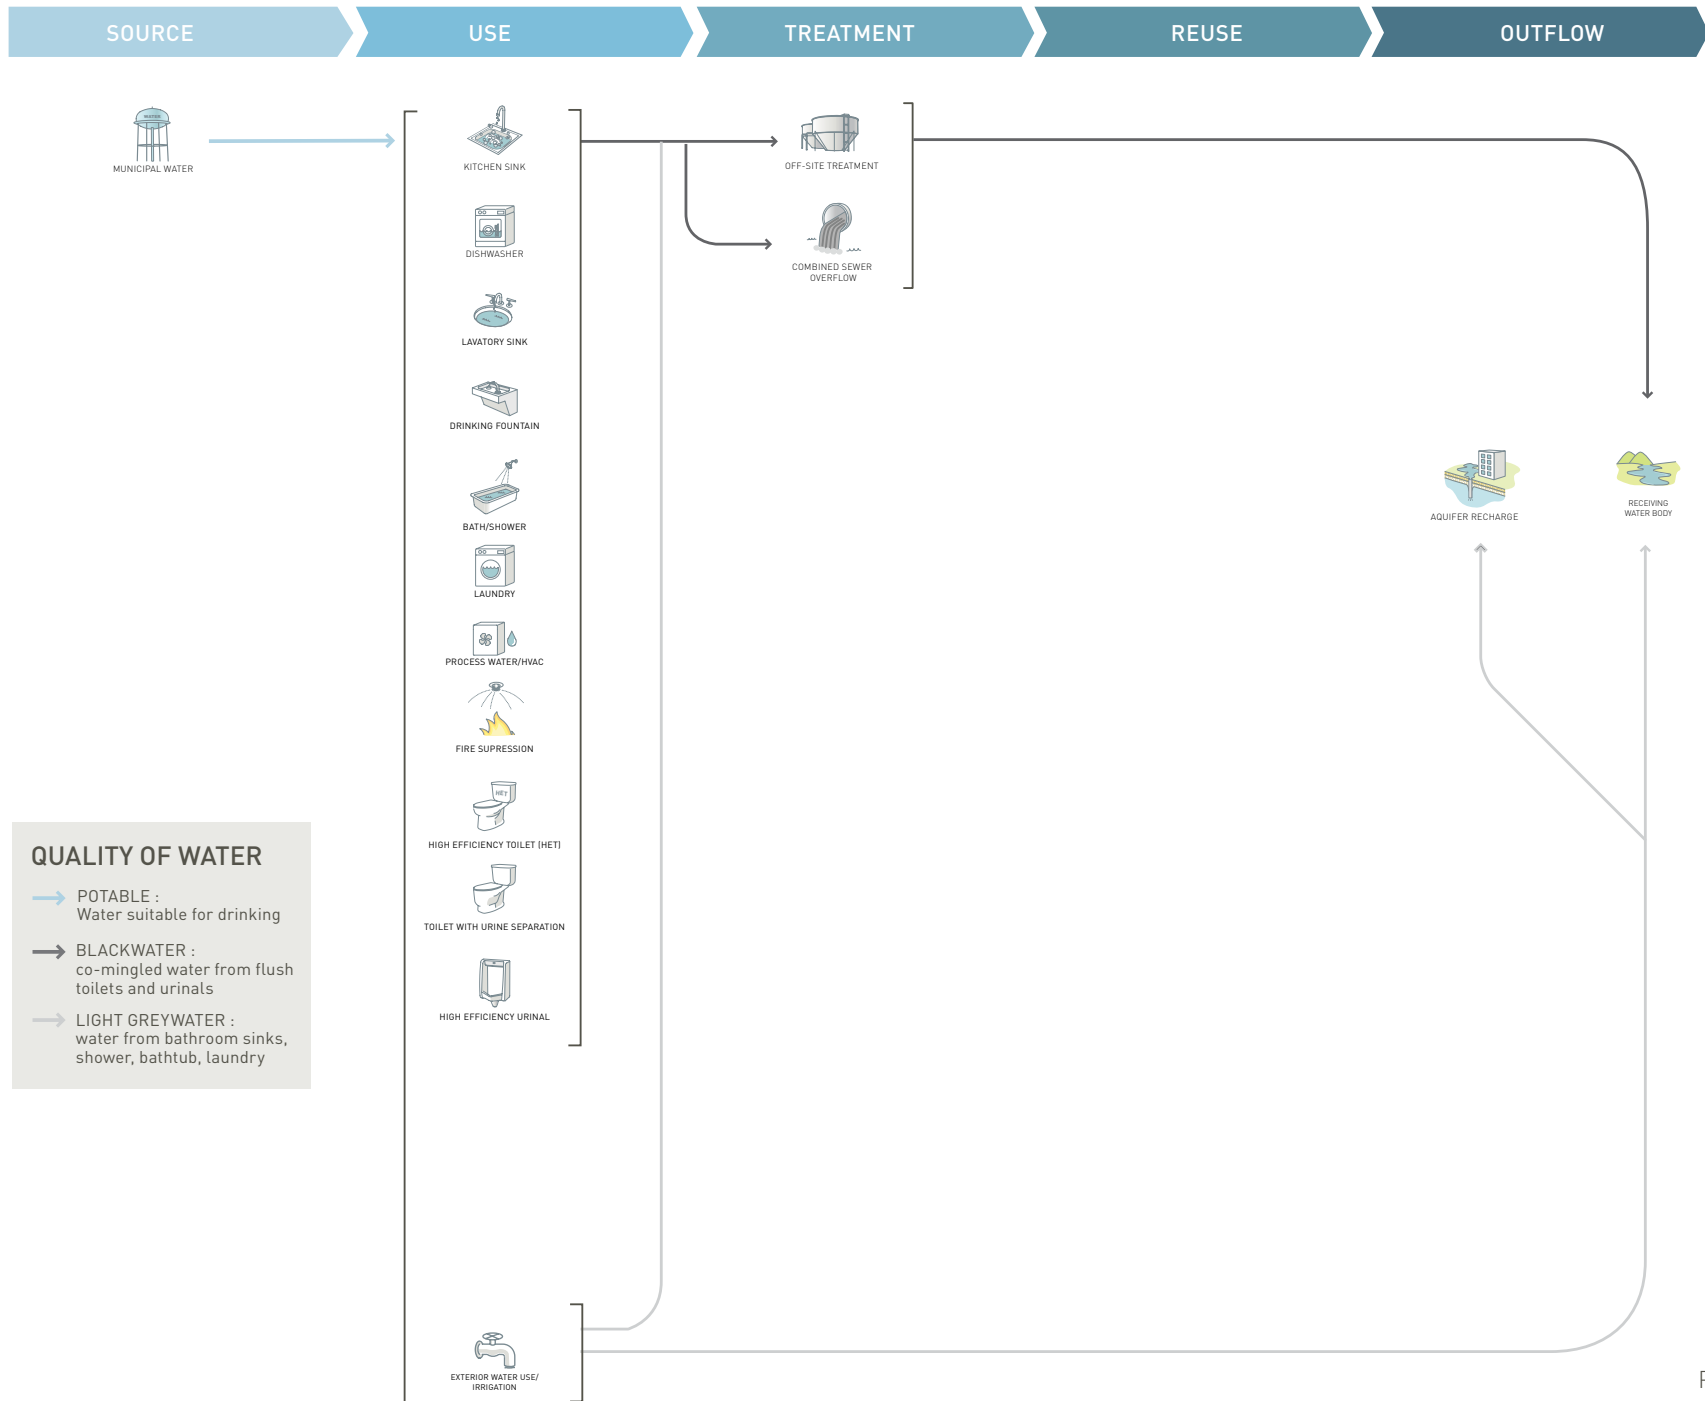 SOURCE
USE
TREATMENT
REUSE
OUTFLOW
WATER
MUNICIPAL WATER
KITCHEN SINK
DISHWASHER
LAVATORY SINK
DRINKING FOUNTAIN
BATH/SHOWER
LAUNDRY
PROCESS WATER/HVAC
FIRE SUPRESSION
HET
HIGH EFFICIENCY TOILET (HET)
TOILET WITH URINE SEPARATION
HIGH EFFICIENCY URINAL
EXTERIOR WATER USE/
IRRIGATION
OFF-SITE TREATMENT
COMBINED SEWER
OVERFLOW
AQUIFER RECHARGE
RECEIVING
WATER BODY
QUALITY OF WATER
POTABLE :
Water suitable for drinking
BLACKWATER :
co-mingled water from flush
toilets and urinals
LIGHT GREYWATER :
water from bathroom sinks,
shower, bathtub, laundry